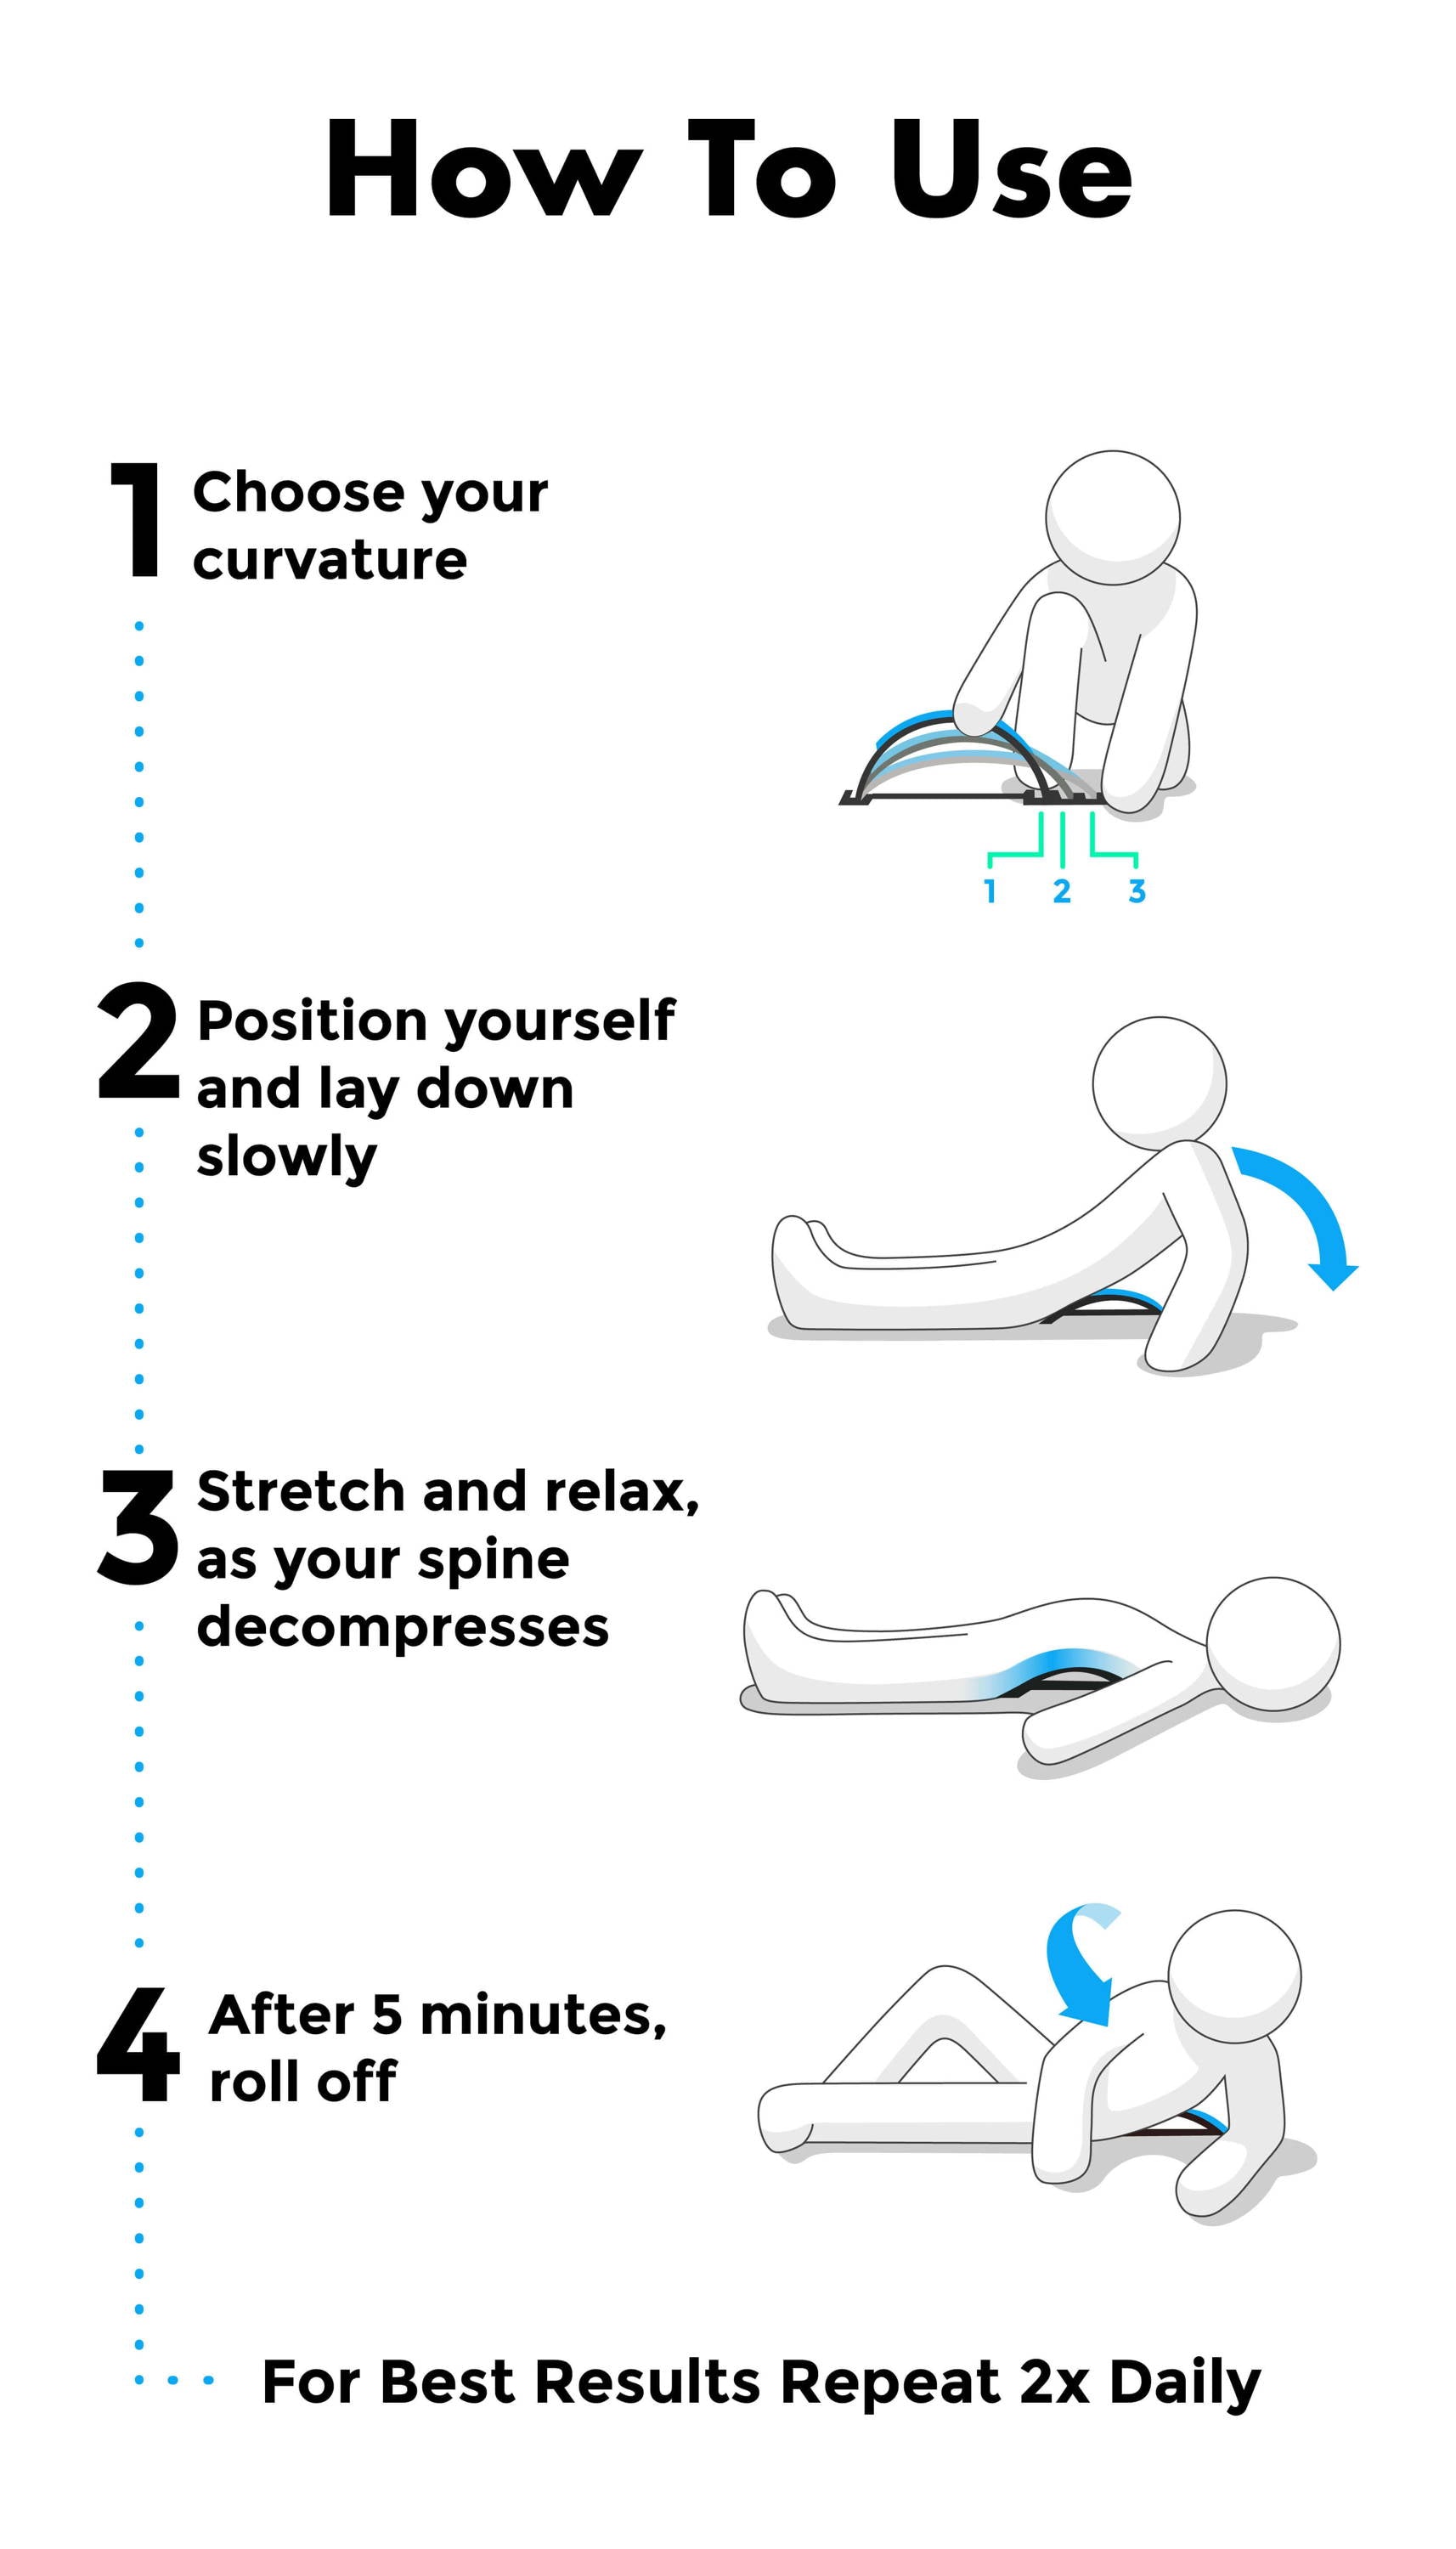 How To Use
1
Choose your
curvature
1 2 3
2
Position yourself
and lay down
slowly
3
Stretch and relax,
as your spine
decompresses
4
After 5 minutes,
roll off
For Best Results Repeat 2x Daily